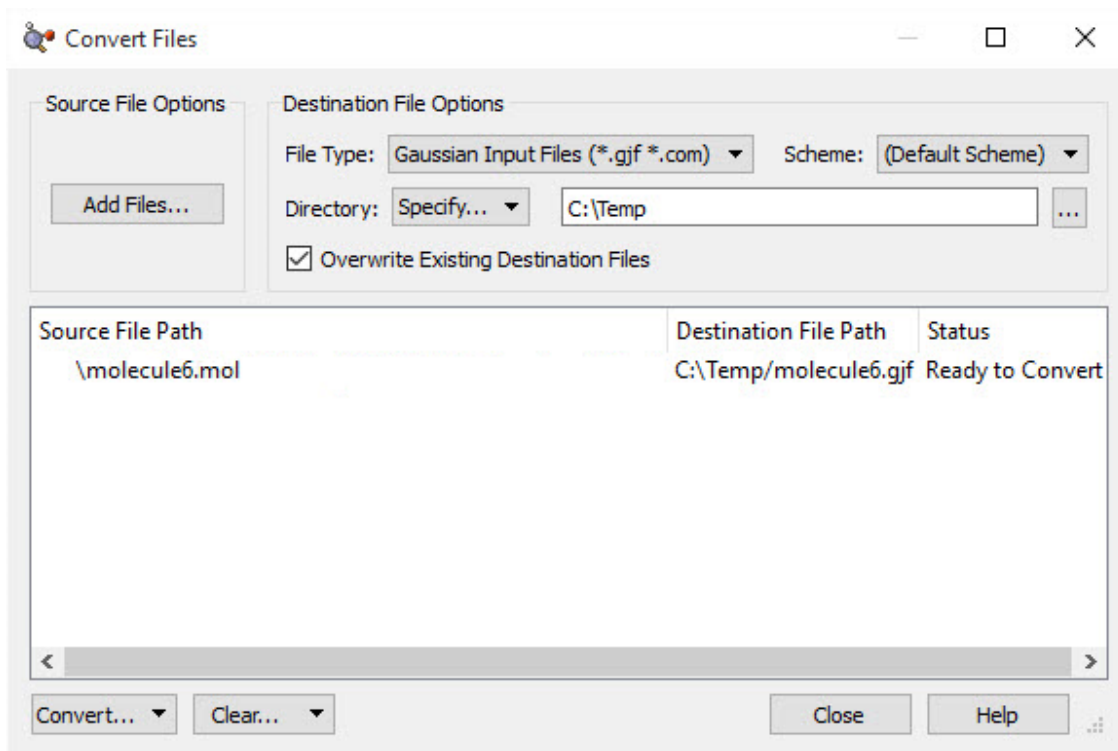 Convert Files
Source File Options
Destination File Options
File Type: Gaussian Input Files (*.gjf *.com) Scheme: (Default Scheme)
Add Files...
Directory: Specify... C:\Temp ...
Overwrite Existing Destination Files
Source File Path Destination File Path Status
\molecule6.mol C:\Temp/molecule6.gjf Ready to Convert
Convert... Clear... Close Help